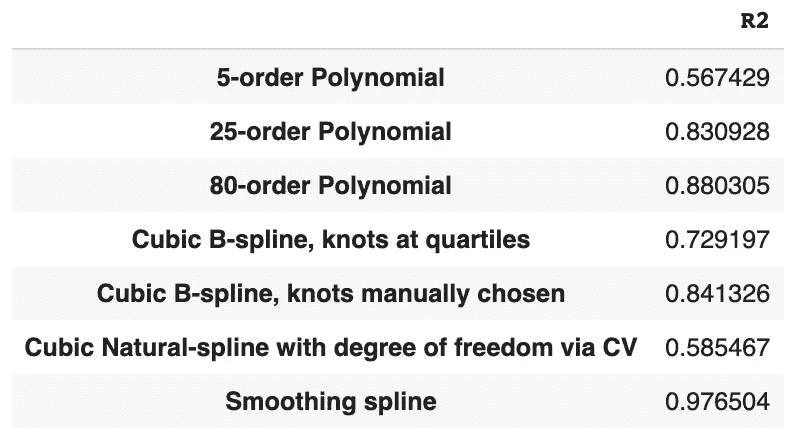 R2
5-order Polynomial 0.567429
25-order Polynomial 0.830928
80-order Polynomial 0.880305
Cubic B-spline, knots at quartiles 0.729197
Cubic B-spline, knots manually chosen 0.841326
Cubic Natural-spline with degree of freedom via CV 0.585467
Smoothing spline 0.976504